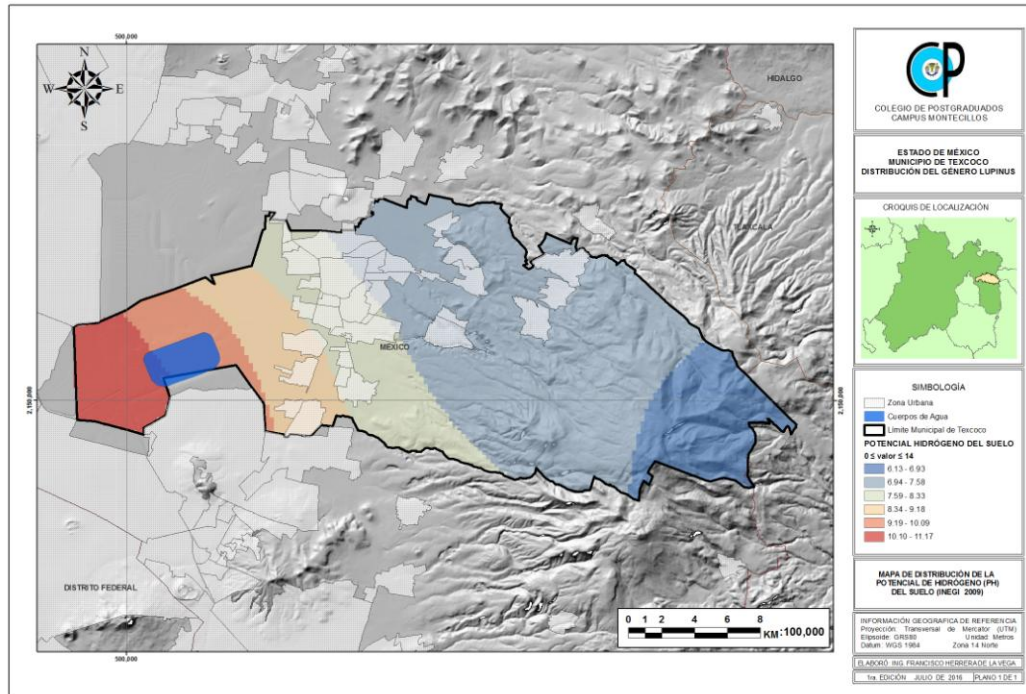 500,000
N
W E
S
HIDALGO
TLAXCALA
MÉXICO
2,150,000
2,150,000
DISTRITO FEDERAL
0 1 2 4 6 8
KM:100,000
500,000
CP
COLEGIO DE POSTGRADUADOS
CAMPUS MONTECILLOS
ESTADO DE MÉXICO
MUNICIPIO DE TEXCOCO
DISTRIBUCIÓN DEL GÉNERO LUPINUS
CROQUIS DE LOCALIZACIÓN
SIMBOLOGÍA
Zona Urbana
Cuerpos de Agua
Límite Municipal de Texcoco
POTENCIAL HIDRÓGENO DEL SUELO
0 ≤ valor ≤ 14
6.13 - 6.93
6.94 - 7.58
7.59 - 8.33
8.34 - 9.18
9.19 - 10.09
10.10 - 11.17
MAPA DE DISTRIBUCIÓN DE LA
POTENCIAL DE HIDRÓGENO (PH)
DEL SUELO (INEGI 2009)
INFORMACIÓN GEOGRAFICA DE REFERENCIA
Proyección: Transversal de Mercator (UTM)
Elipsoide: GRS80 Unidad Metros
Datum: WGS 1984 Zona 14 Norte
ELABORÓ ING. FRANCISCO HERRERA DE LA VEGA
1ra. EDICIÓN JULIO DE 2016 PLANO 1 DE 1